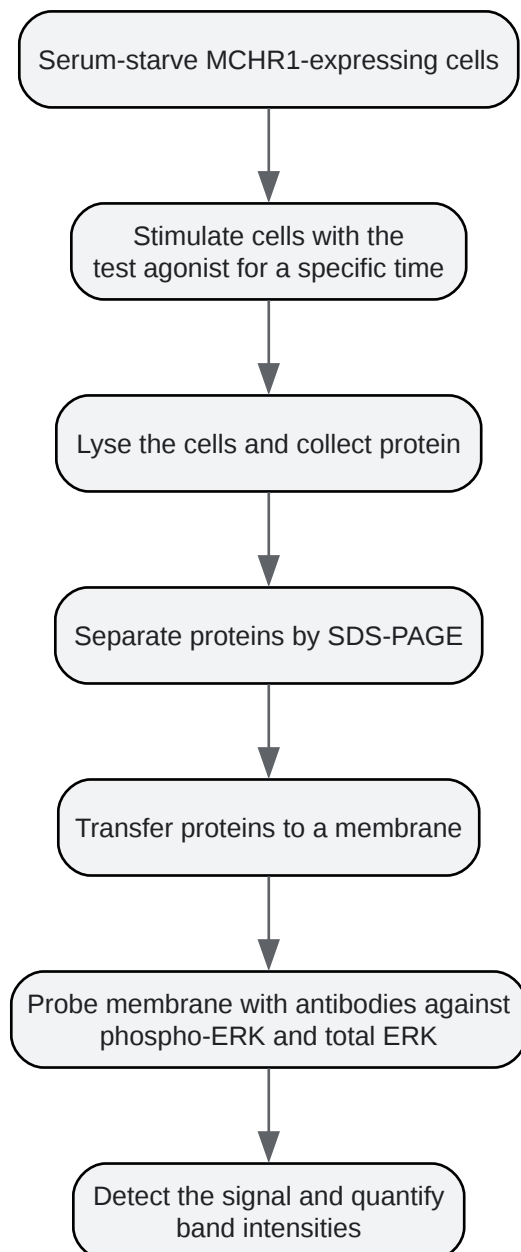 Serum-starve MCHR1-expressing cells
Stimulate cells with the
test agonist for a specific time
Lyse the cells and collect protein
Separate proteins by SDS-PAGE
Transfer proteins to a membrane
Probe membrane with antibodies against
phospho-ERK and total ERK
Detect the signal and quantify
band intensities